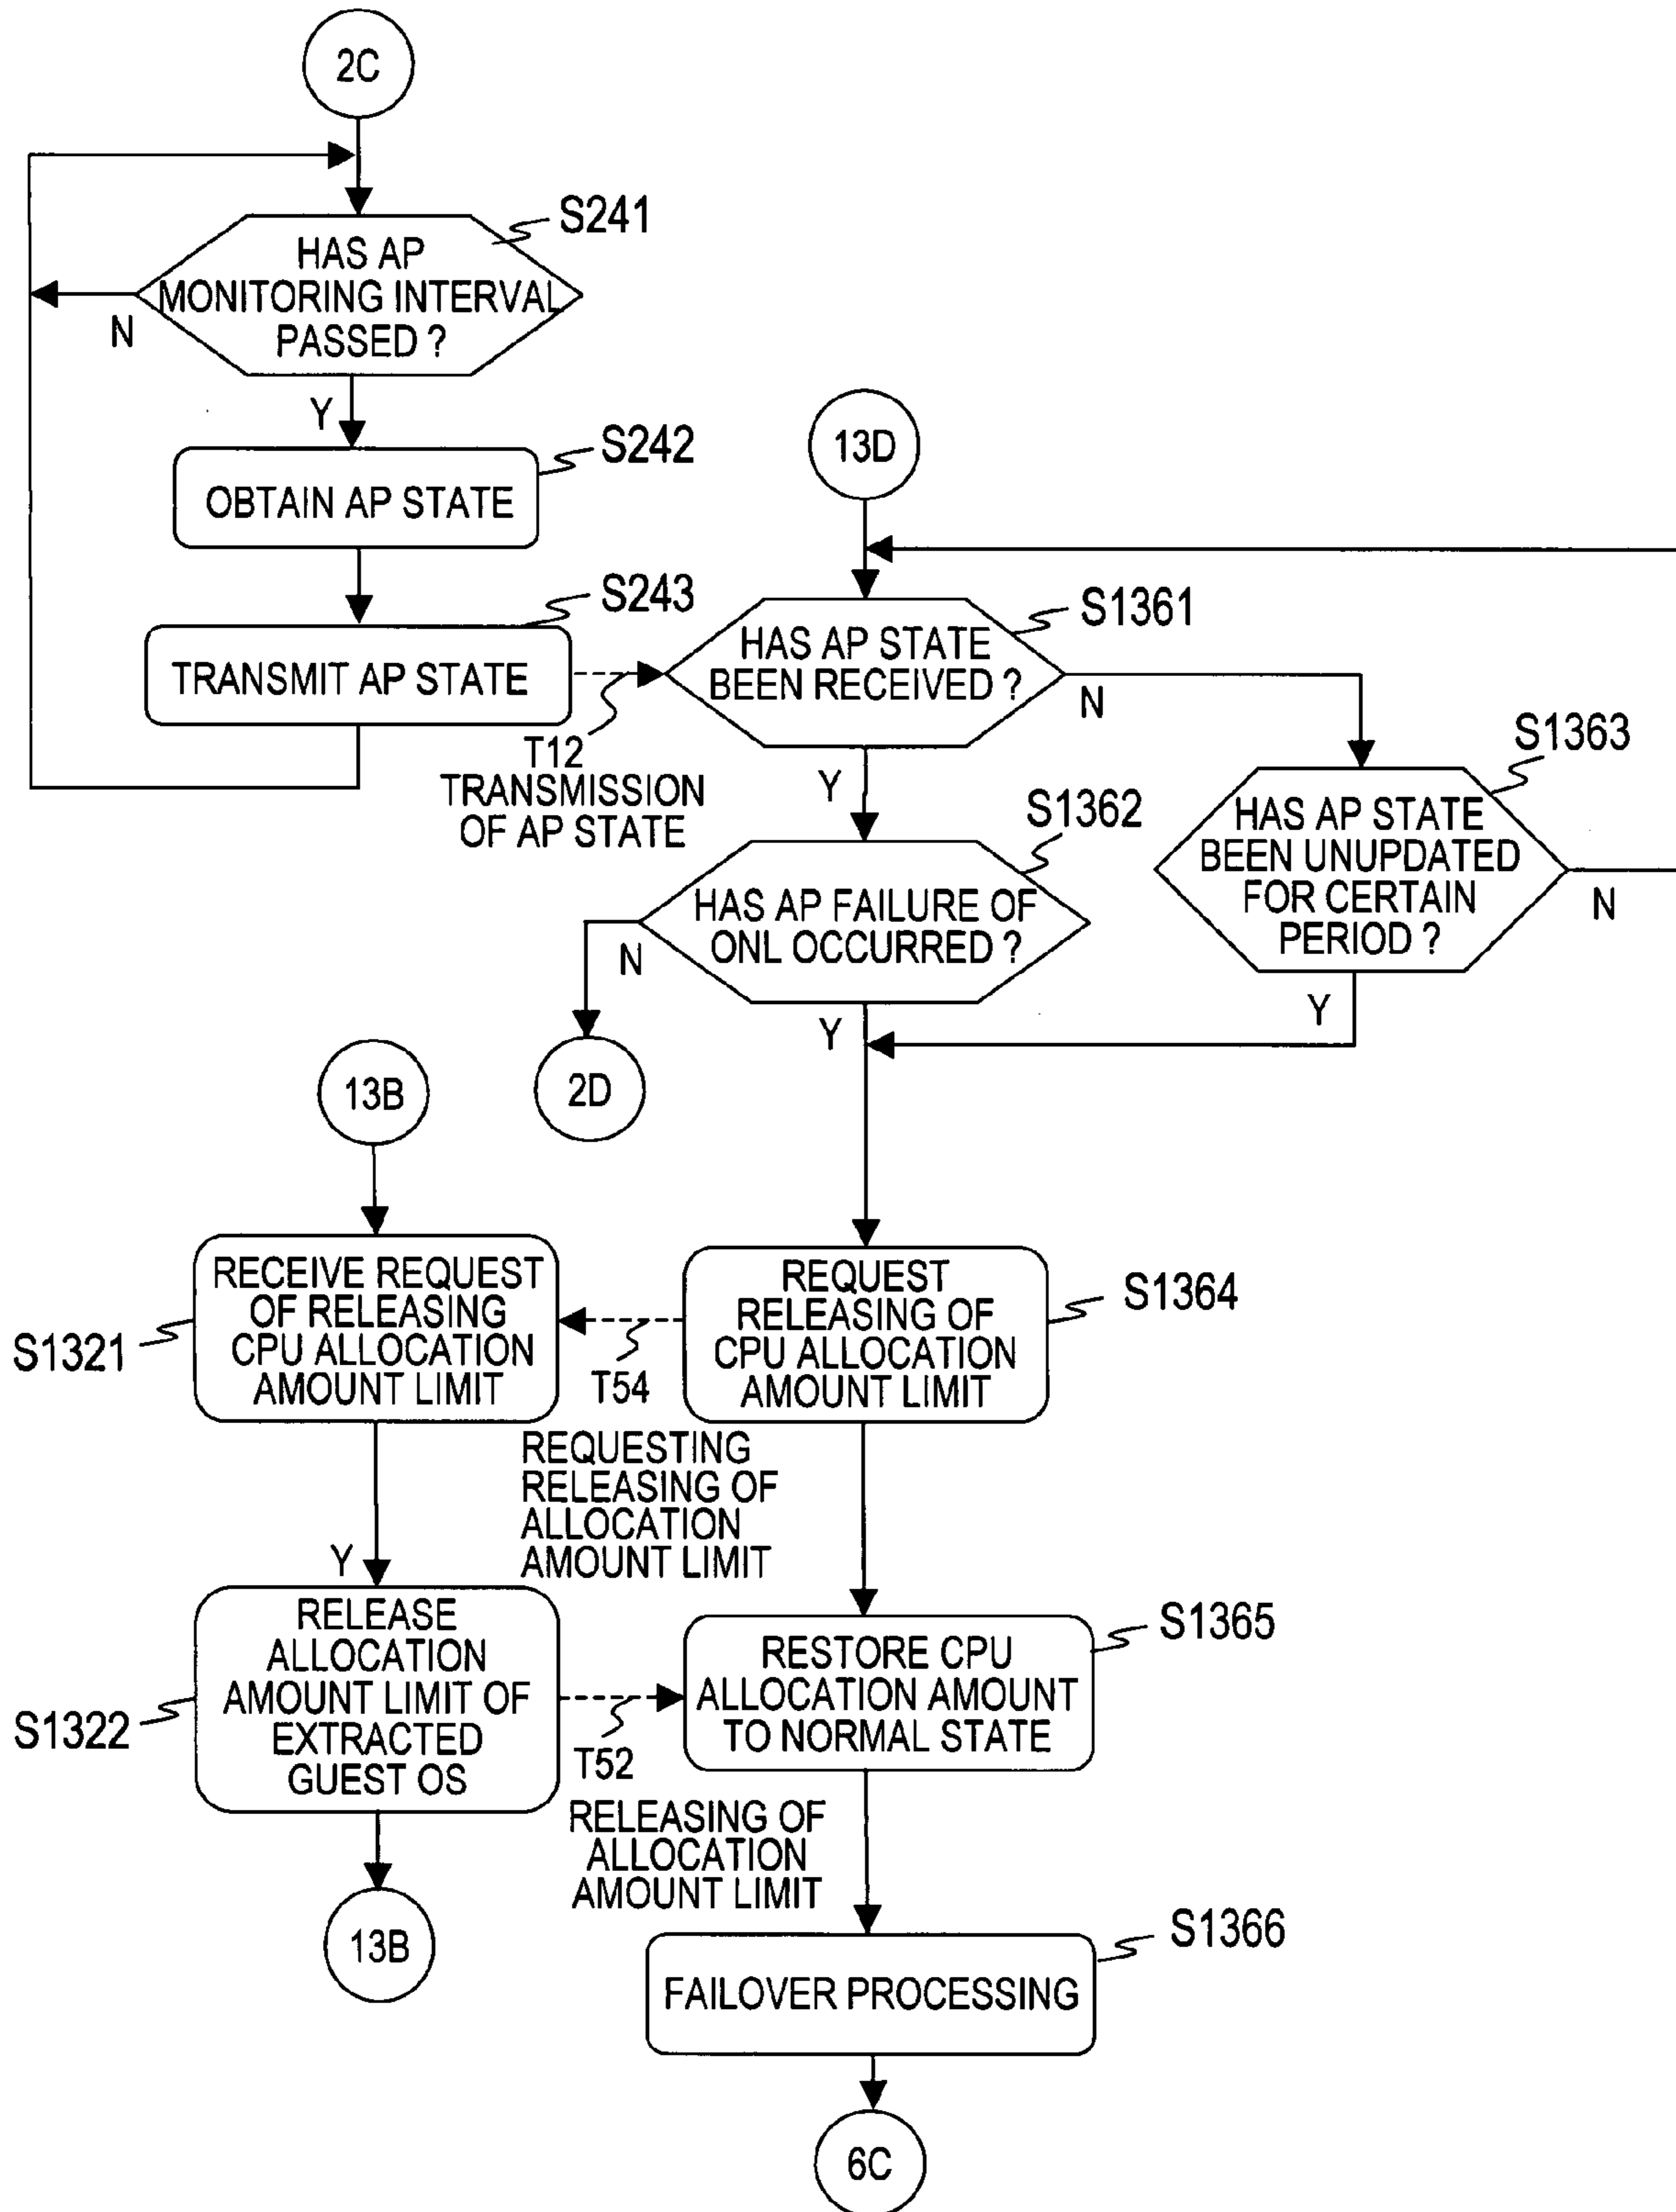 2C
S241
HAS AP
MONITORING INTERVAL
PASSED ?
N
Y
S242
OBTAIN AP STATE
13D
S243
TRANSMIT AP STATE
T12
TRANSMISSION
OF AP STATE
S1361
HAS AP STATE
BEEN RECEIVED ?
N
Y
S1363
HAS AP STATE
BEEN UNUPDATED
FOR CERTAIN
PERIOD ?
N
Y
S1362
HAS AP FAILURE OF
ONL OCCURRED ?
N
Y
2D
13B
RECEIVE REQUEST
OF RELEASING
CPU ALLOCATION
AMOUNT LIMIT
S1321
T54
REQUESTING
RELEASING OF
ALLOCATION
AMOUNT LIMIT
REQUEST
RELEASING OF
CPU ALLOCATION
AMOUNT LIMIT
S1364
Y
RELEASE
ALLOCATION
AMOUNT LIMIT OF
EXTRACTED
GUEST OS
S1322
T52
RELEASING OF
ALLOCATION
AMOUNT LIMIT
RESTORE CPU
ALLOCATION AMOUNT
TO NORMAL STATE
S1365
13B
S1366
FAILOVER PROCESSING
6C